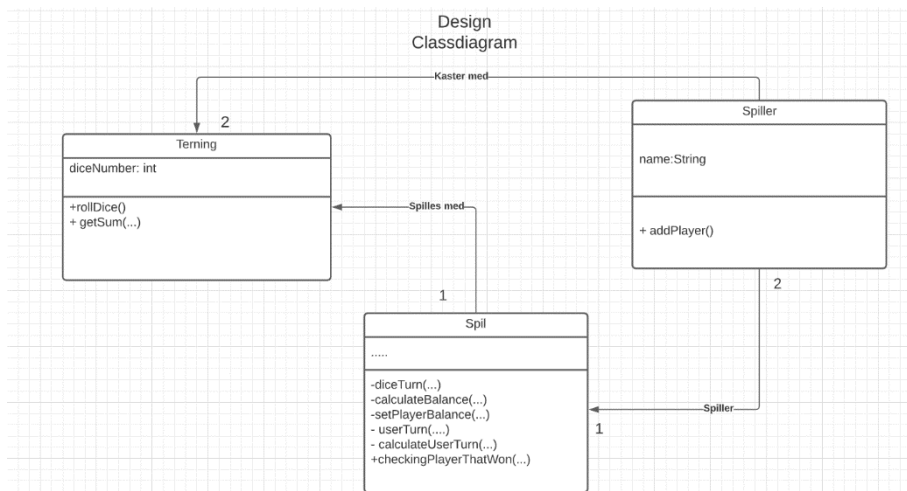 Design
Classdiagram
Kaster med
2
Terning
diceNumber: int
+rollDice()
+ getSum(...)
Spiller
name:String
+ addPlayer()
2
Spilles med
1
Spil
.....
-diceTurn(...)
-calculateBalance(...)
-setPlayerBalance(...)
- userTurn(....)
- calculateUserTurn(...)
+checkingPlayerThatWon(...)
Spiller
1